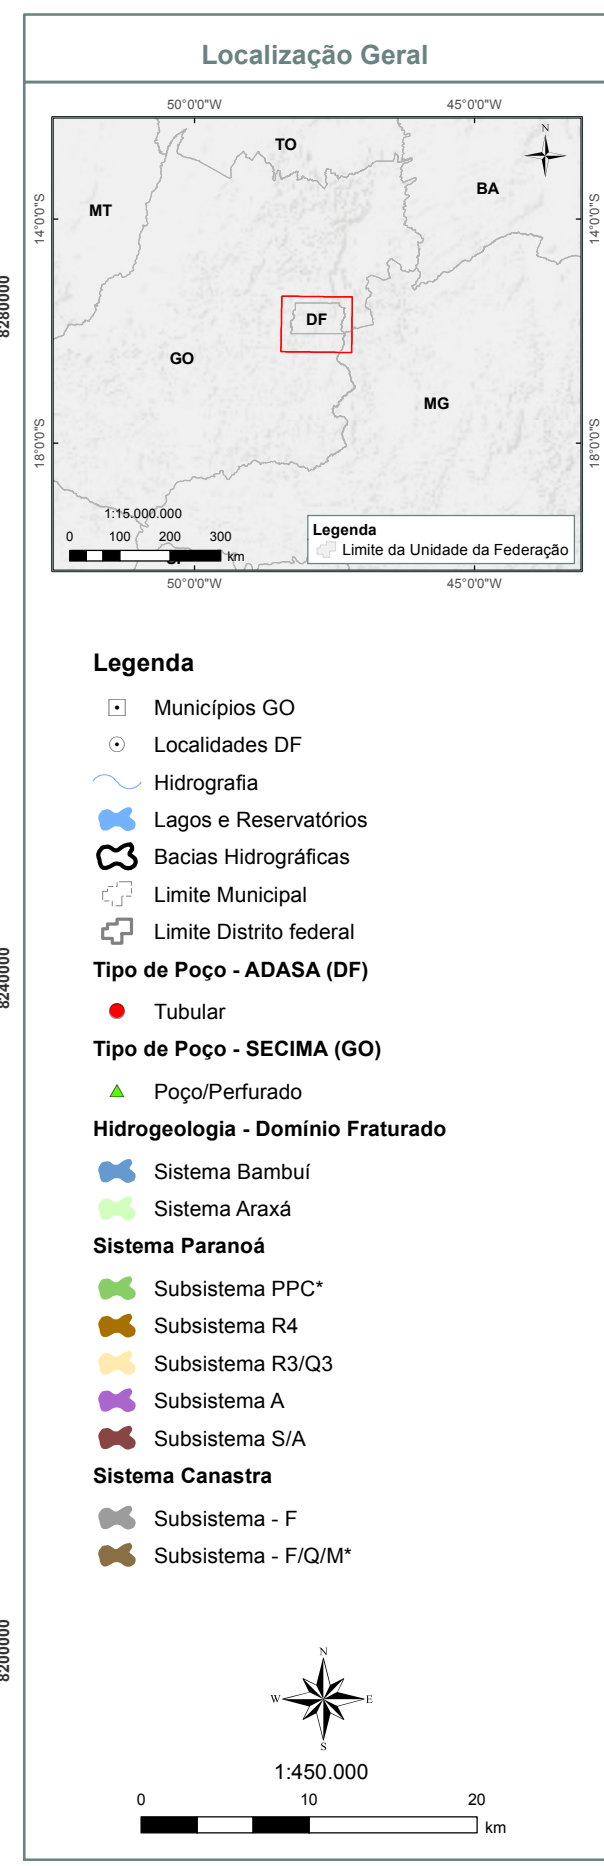 Localização Geral
50°0'0"W
45°0'0"W
N
TO
BA
MT
14°0'0"S
14°0'0"S
8280000
DF
GO
MG
18°0'0"S
18°0'0"S
1:15.000.000
0 100 200 300
km
Legenda
Limite da Unidade da Federação
50°0'0"W
45°0'0"W
Legenda
Municípios GO
Localidades DF
Hidrografia
Lagos e Reservatórios
Bacias Hidrográficas
Limite Municipal
Limite Distrito federal
8240000
Tipo de Poço - ADASA (DF)
Tubular
Tipo de Poço - SECIMA (GO)
Poço/Perfurado
Hidrogeologia - Domínio Fraturado
Sistema Bambuí
Sistema Araxá
Sistema Paranoá
Subsistema PPC*
Subsistema R4
Subsistema R3/Q3
Subsistema A
Subsistema S/A
Sistema Canastra
Subsistema - F
Subsistema - F/Q/M*
8200000
N
W E
S
1:450.000
0 10 20
km